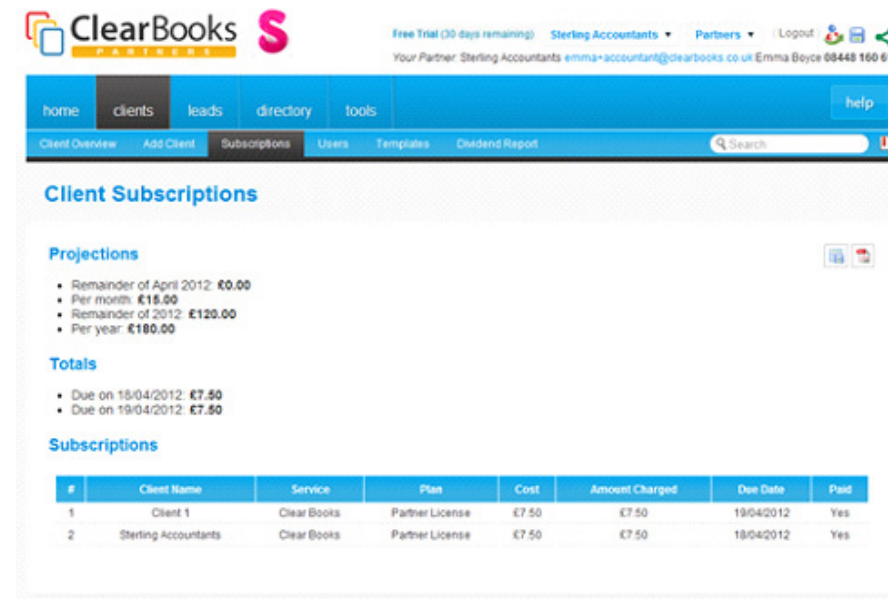 ClearBooks S
PARTNERS
Free Trial (30 days remaining) Sterling Accountants ▼ Partners ▼ Logout
Your Partner: Sterling Accountants emma+accountant@clearbooks.co.uk Emma Boyce 08448 160 6
home clients leads directory tools help
Client Overview Add Client Subscriptions Users Templates Dividend Report Search
Client Subscriptions
Projections
• Remainder of April 2012: £0.00
• Per month: £15.00
• Remainder of 2012: £120.00
• Per year: £180.00
Totals
• Due on 18/04/2012: £7.50
• Due on 19/04/2012: £7.50
Subscriptions
# Client Name Service Plan Cost Amount Charged Due Date Paid
1 Client 1 Clear Books Partner License £7.50 £7.50 19/04/2012 Yes
2 Sterling Accountants Clear Books Partner License £7.50 £7.50 18/04/2012 Yes